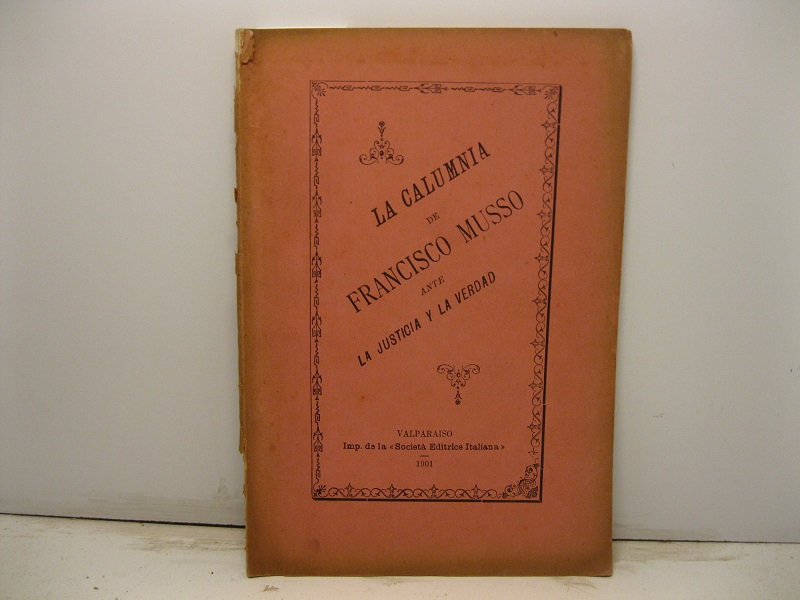 LA CALUMNIA
DE
FRANCISCO MUSSO
ANTE
LA JUSTICIA Y LA VERDAD
VALPARAISO
Imp. de la «Società Editrice Italiana»
1901